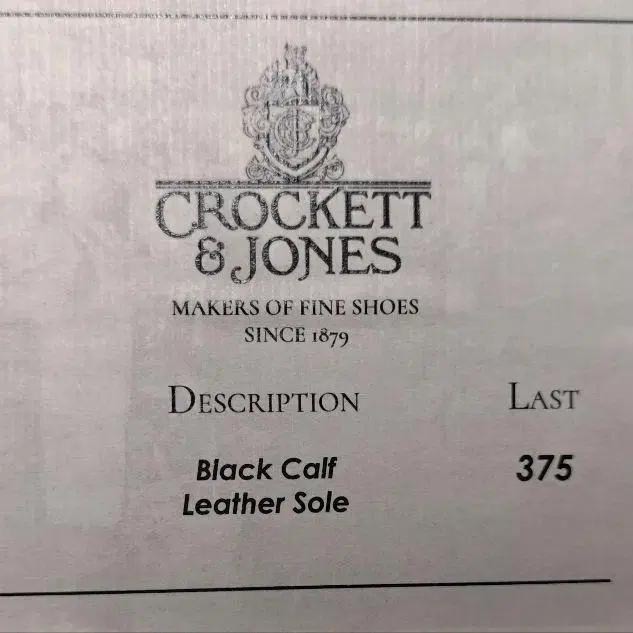 CROCKETT
& JONES
MAKERS OF FINE SHOES
SINCE 1879
DESCRIPTION LAST
Black Calf 375
Leather Sole